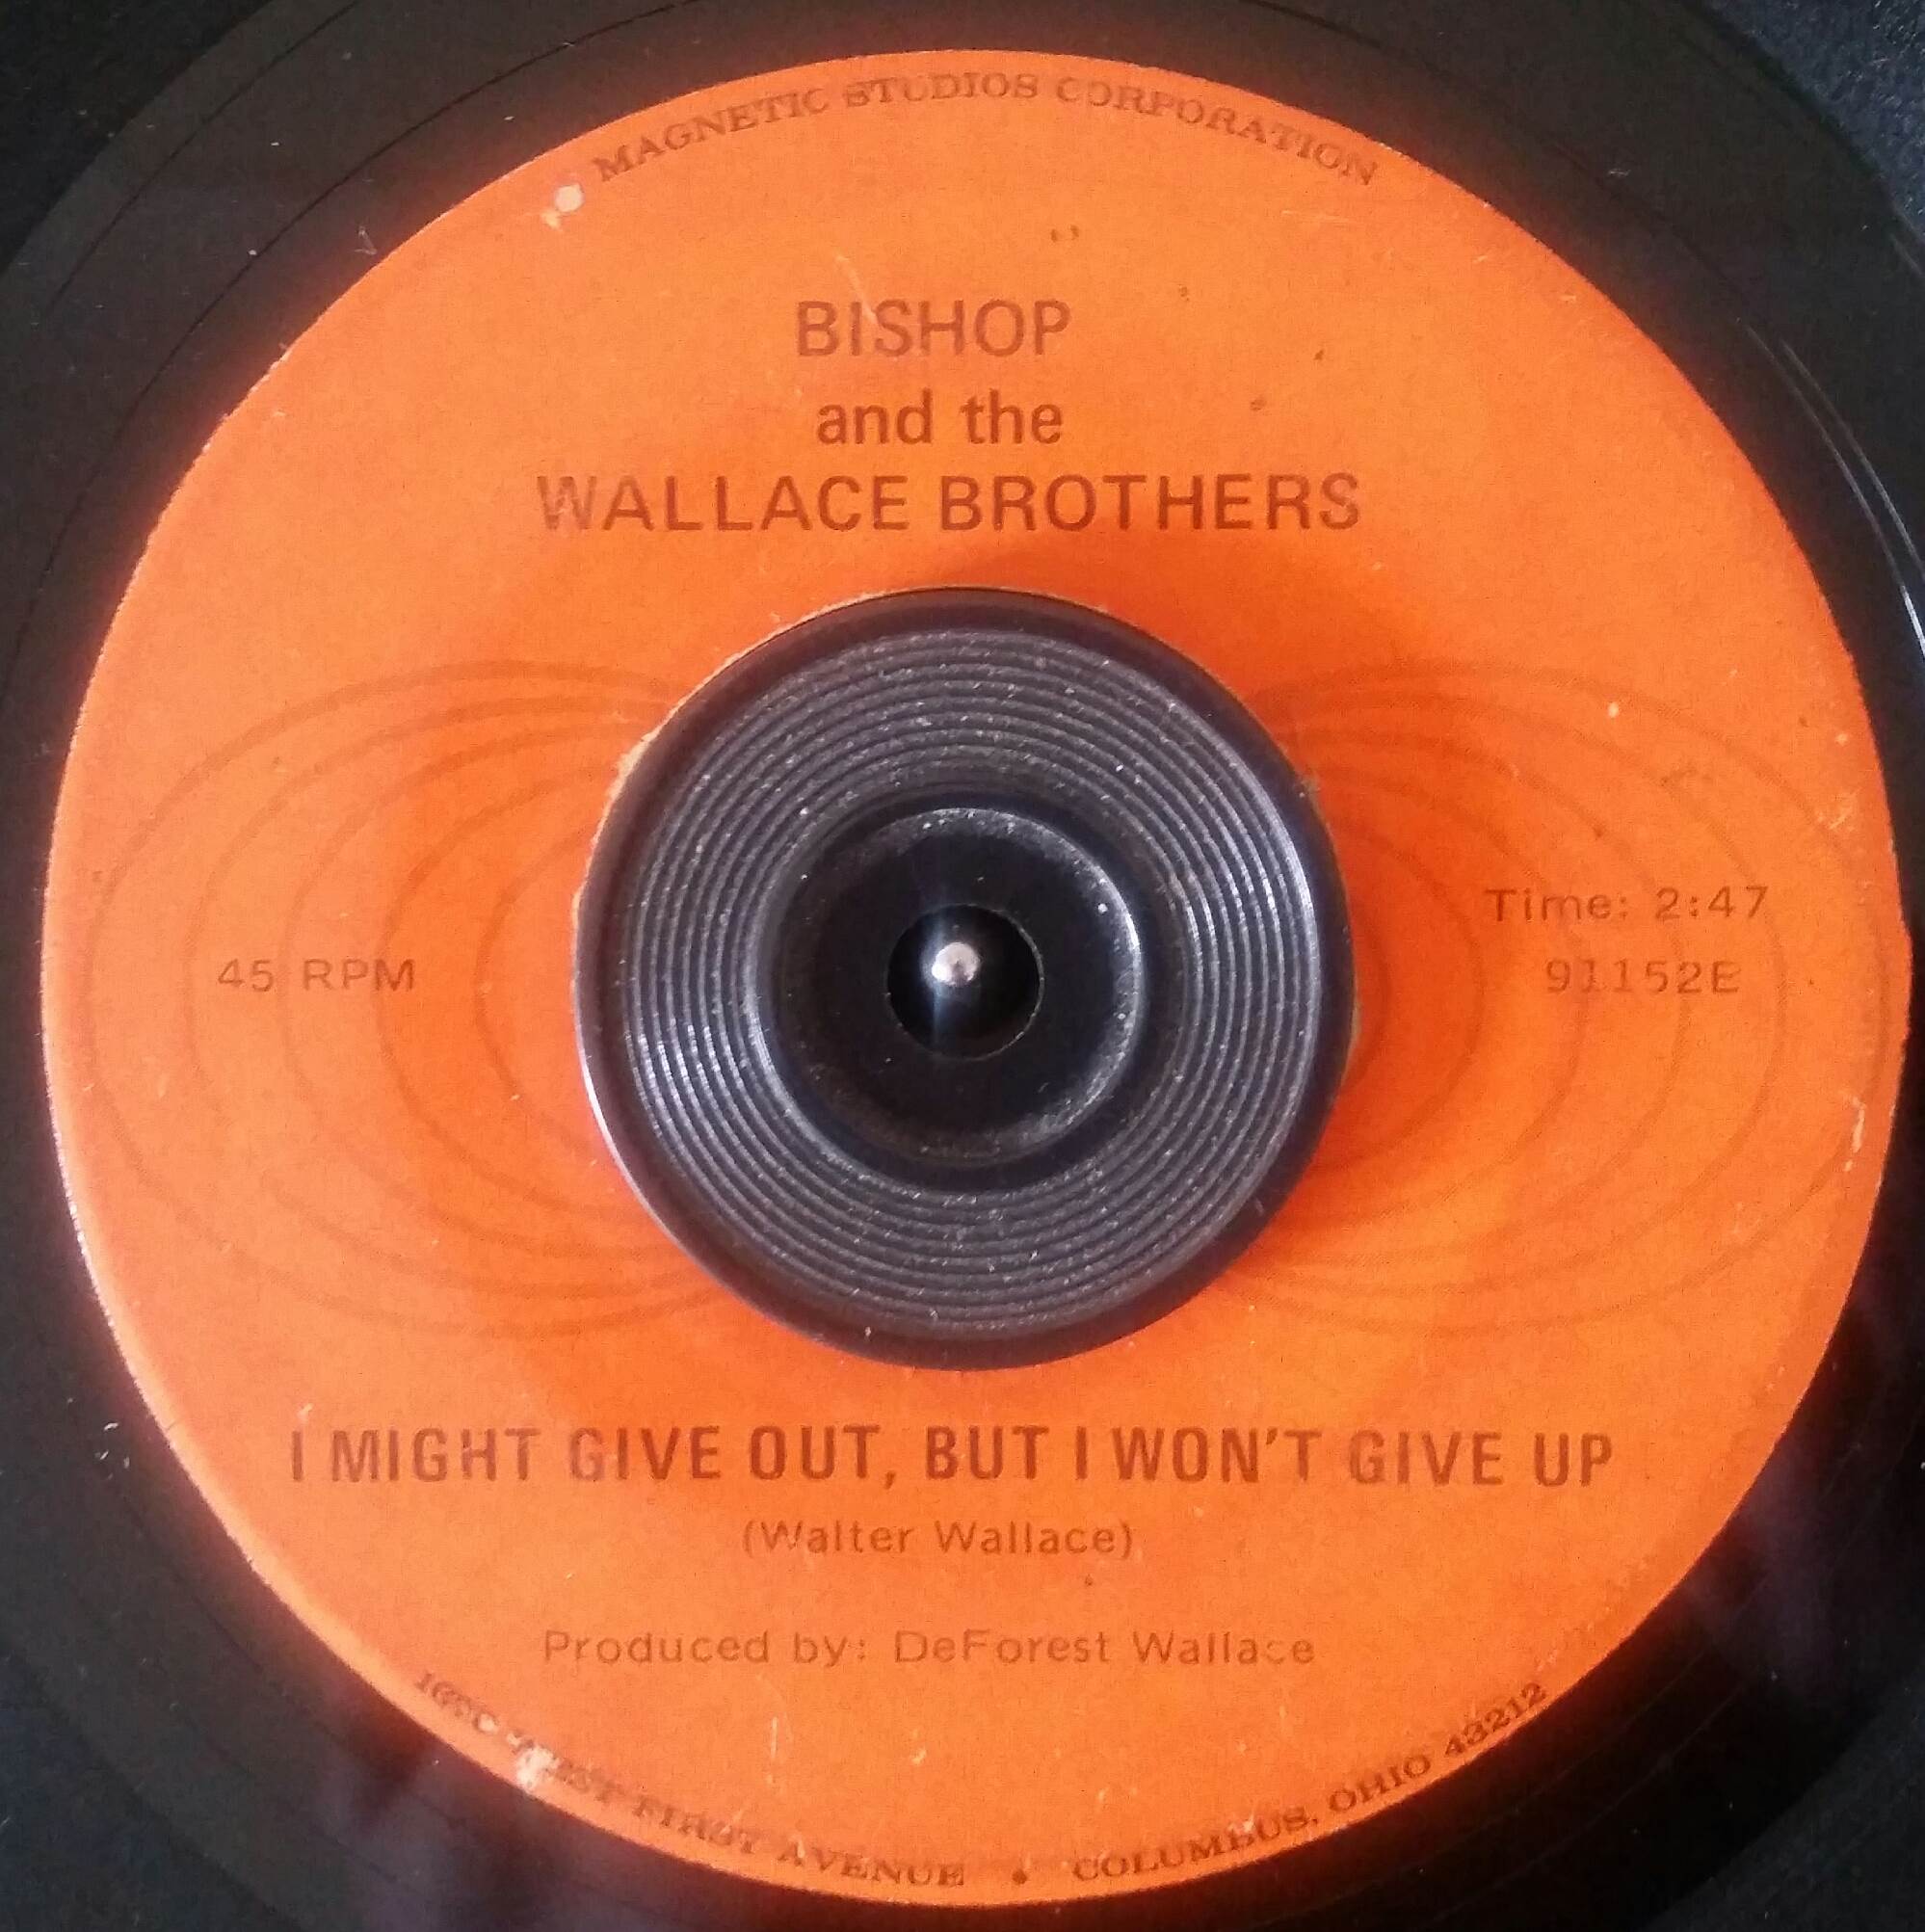 MAGNETIC STUDIOS CORPORATION
BISHOP
and the
WALLACE BROTHERS
45 RPM
Time: 2:47
91152E
I MIGHT GIVE OUT, BUT I WON'T GIVE UP
(Walter Wallace)
Produced by: DeForest Wallace
WEST FIRST AVENUE • COLUMBUS, OHIO 43212